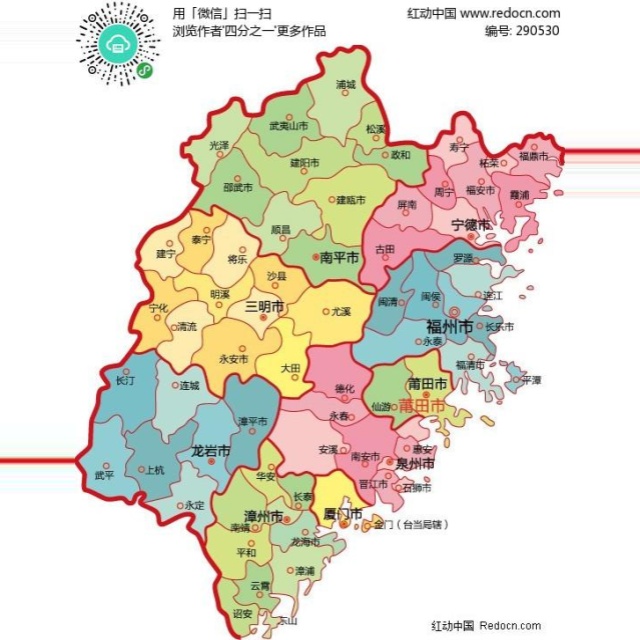 用「微信」扫一扫
浏览作者'四分之一'更多作品
红动中国 www.redocn.com
编号: 290530
浦城
武夷山市
松溪
光泽
政和
建阳市
邵武市
建瓯市
顺昌
南平市
寿宁
柘荣
福鼎市
周宁
福安市
霞浦
屏南
宁德市
古田
泰宁
建宁
将乐
沙县
明溪
三明市
宁化
清流
尤溪
永安市
大田
罗源
闽清
闽侯
连江
福州市
长乐市
永泰
福清市
平潭
长汀
连城
漳平市
龙岩市
武平
上杭
永定
德化
永春
仙游
莆田市
莆田市
安溪
南安市
惠安
泉州市
晋江市
石狮市
华安
长泰
漳州市
厦门市
金门（台当局辖）
南靖
龙海市
平和
漳浦
云霄
诏安
东山
红动中国 Redocn.com